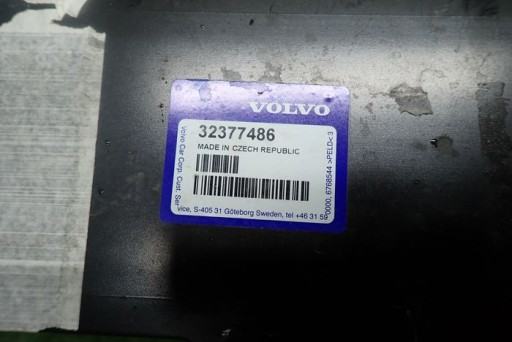 VOLVO
32377486
MADE IN CZECH REPUBLIC
Volvo Car Corp. Cust. Ser
vice, S-405 31 Göteborg Sweden, tel +46 31 59
0000, 6768544 >PELD<3